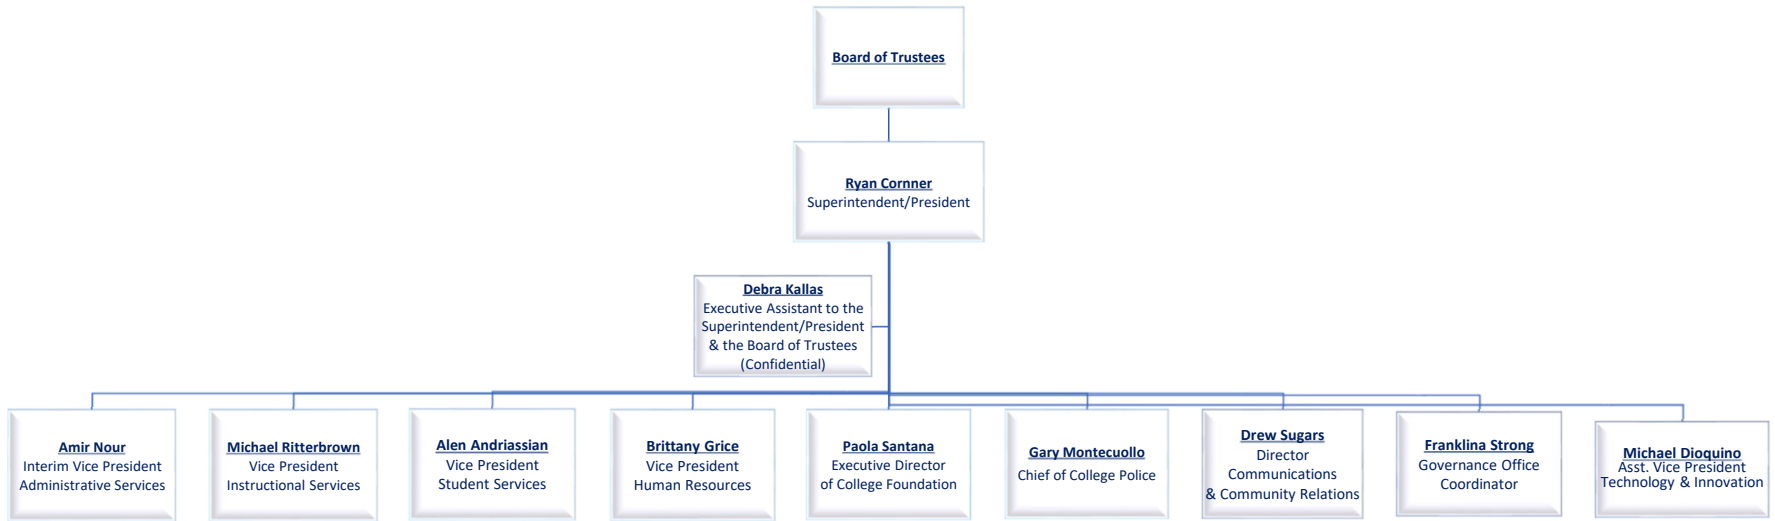 Board of Trustees
Ryan Cornner
Superintendent/President
Debra Kallas
Executive Assistant to the
Superintendent/President
& the Board of Trustees
(Confidential)
Amir Nour
Interim Vice President
Administrative Services
Michael Ritterbrown
Vice President
Instructional Services
Alen Andriassian
Vice President
Student Services
Brittany Grice
Vice President
Human Resources
Paola Santana
Executive Director
of College Foundation
Gary Montecuollo
Chief of College Police
Drew Sugars
Director
Communications
& Community Relations
Franklina Strong
Governance Office
Coordinator
Michael Dioquino
Asst. Vice President
Technology & Innovation